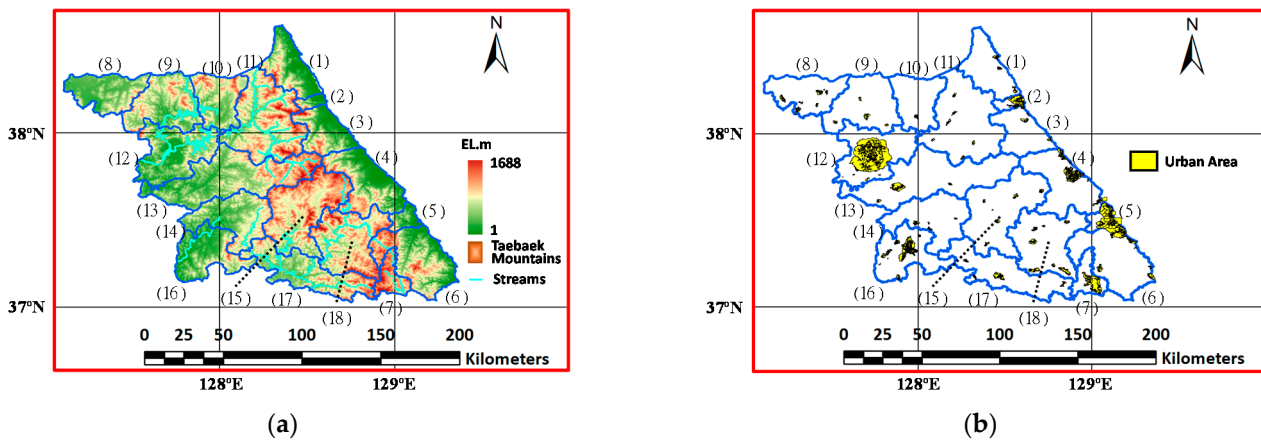 N
(8)
(9)
(10)
(11)
(1)
(2)
(3)
38°N
(4)
EL.m
1688
1
(12)
(13)
(5)
(14)
Taebaek
Mountains
Streams
(16)
(15)
(17)
(7)
(6)
37°N
(18)
0 25 50 100 150 200
Kilometers
36°N
128°E
129°E
(a)
N
(8)
(9)
(10)
(11)
(1)
(2)
(3)
38°N
(4)
Urban Area
(12)
(13)
(5)
(14)
(16)
(15)
(17)
(7)
(6)
37°N
(18)
0 25 50 100 150 200
Kilometers
36°N
128°E
129°E
(b)